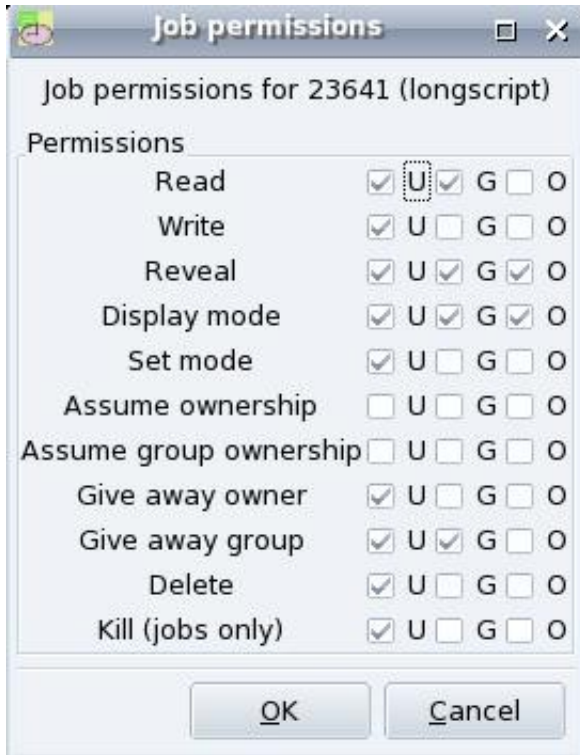 Job permissions
Job permissions for 23641 (longscript)
Permissions
Read U G O
Write U G O
Reveal U G O
Display mode U G O
Set mode U G O
Assume ownership U G O
Assume group ownership U G O
Give away owner U G O
Give away group U G O
Delete U G O
Kill (jobs only) U G O
OK Cancel